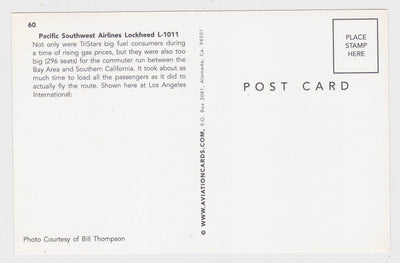 60
Pacific Southwest Airlines Lockheed L-1011
Not only were TriStars big fuel consumers during
a time of rising gas prices, but they were also too
big (296 seats) for the commuter run between the
Bay Area and Southern California. It took about as
much time to load all the passengers as it did to
actually fly the route. Shown here at Los Angeles
International.
Photo Courtesy of Bill Thompson
© WWW.AVIATIONCARDS.COM, P.O. Box 3081, Alameda, Ca. 94501
POST CARD
PLACE
STAMP
HERE